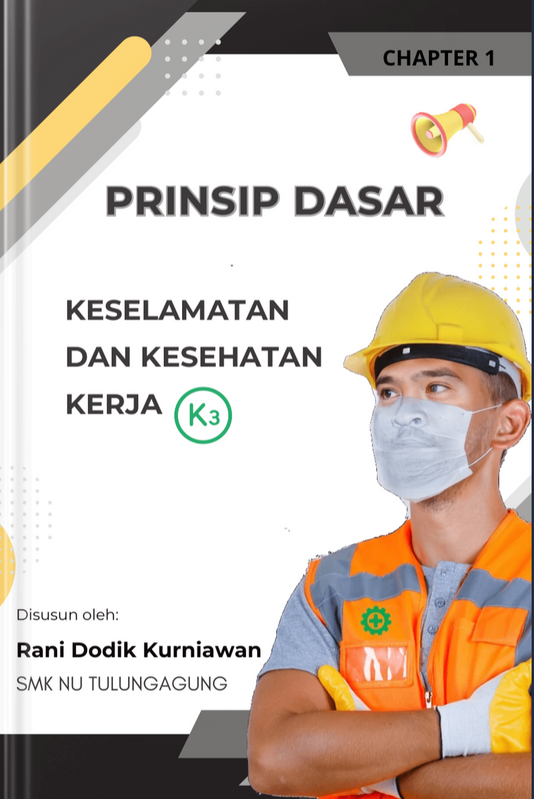 CHAPTER 1
PRINSIP DASAR
KESELAMATAN
DAN KESEHATAN
KERJA K3
Disusun oleh:
Rani Dodik Kurniawan
SMK NU TULUNGAGUNG